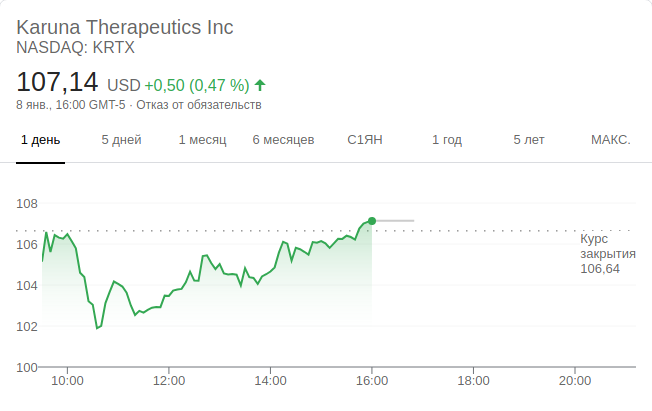 Karuna Therapeutics Inc
NASDAQ: KRTX
107,14 USD +0,50 (0,47 %)
8 янв., 16:00 GMT-5 · Отказ от обязательств
1 день 5 дней 1 месяц 6 месяцев С1ЯН 1 год 5 лет МАКС.
108
106
Курс
закрытия
106,64
104
102
100
10:00 12:00 14:00 16:00 18:00 20:00